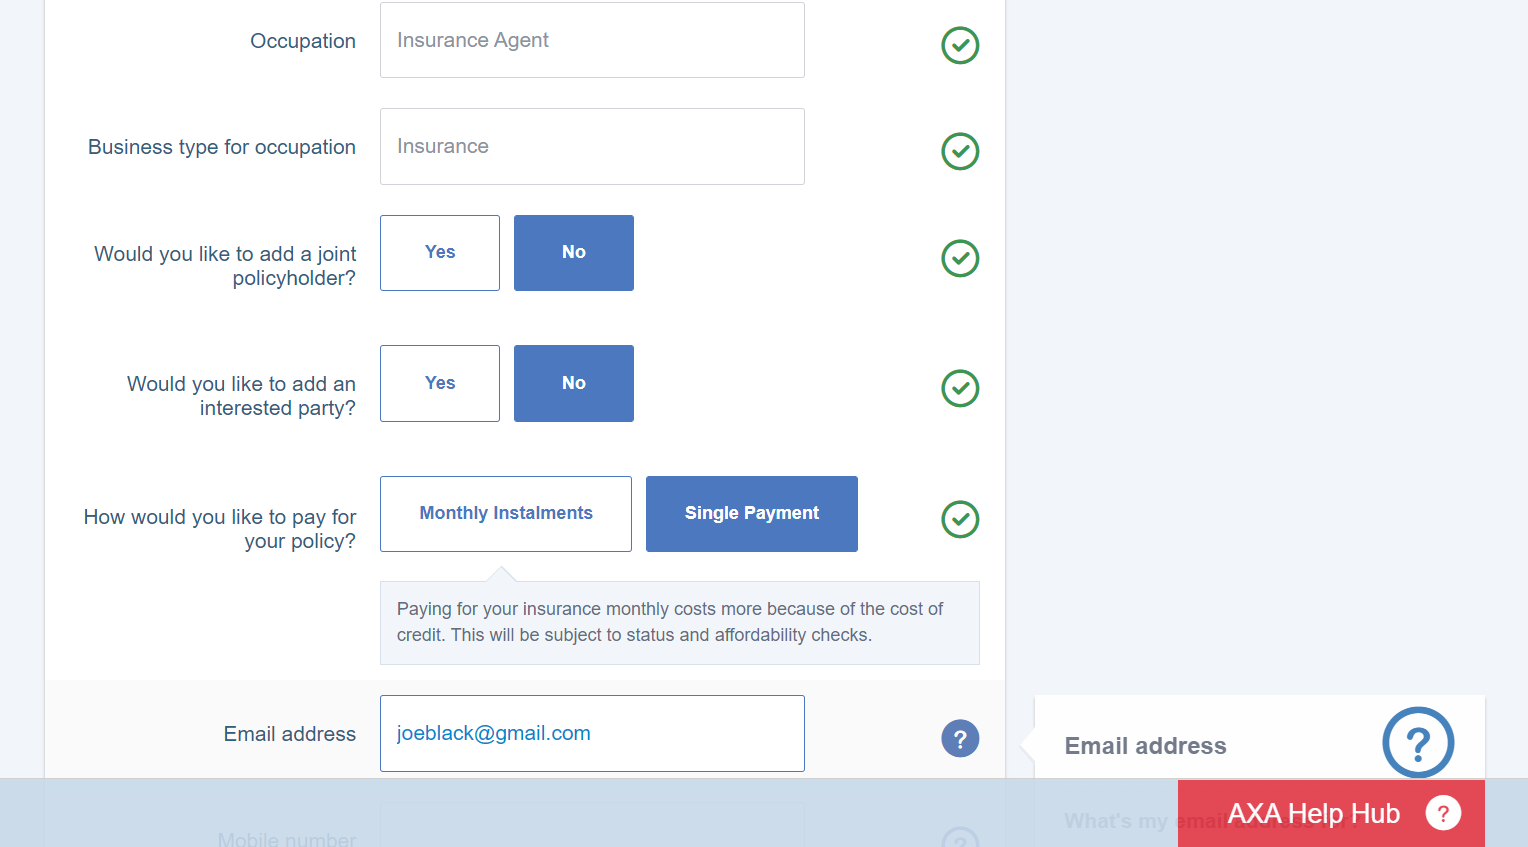 Occupation
Insurance Agent
Business type for occupation
Insurance
Would you like to add a joint
policyholder?
Yes
No
Would you like to add an
interested party?
Yes
No
How would you like to pay for
your policy?
Monthly Instalments
Single Payment
Paying for your insurance monthly costs more because of the cost of
credit. This will be subject to status and affordability checks.
Email address
joeblack@gmail.com
?
Email address
?
Mobile number
?
What's my email address for?
AXA Help Hub
?